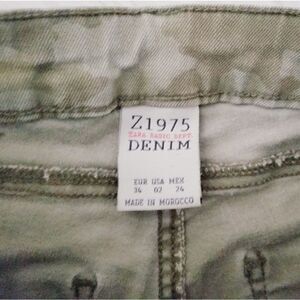 Z1975
ZARA BASIC DEPT.
DENIM
EUR USA MEX
34 02 24
MADE IN MOROCCO